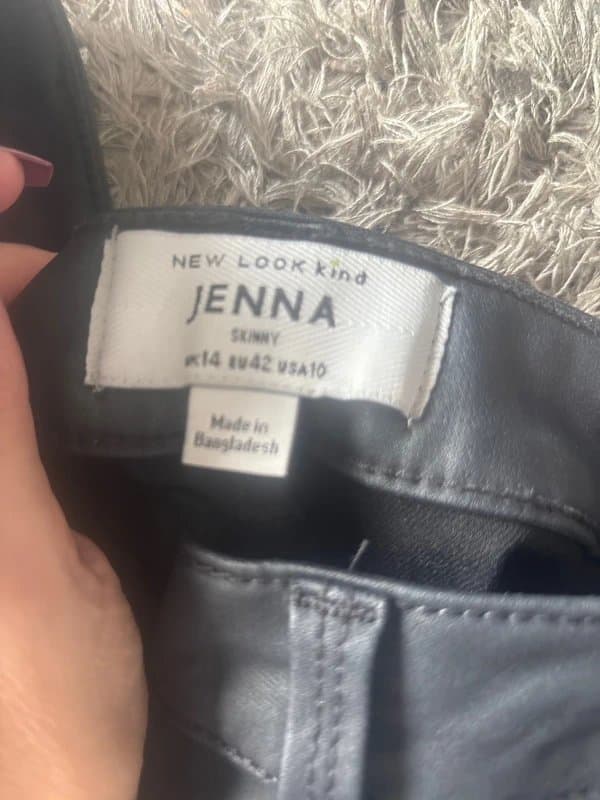 NEW LOOK kind
JENNA
SKINNY
UK14 EU42 USA10
Made in
Bangladesh